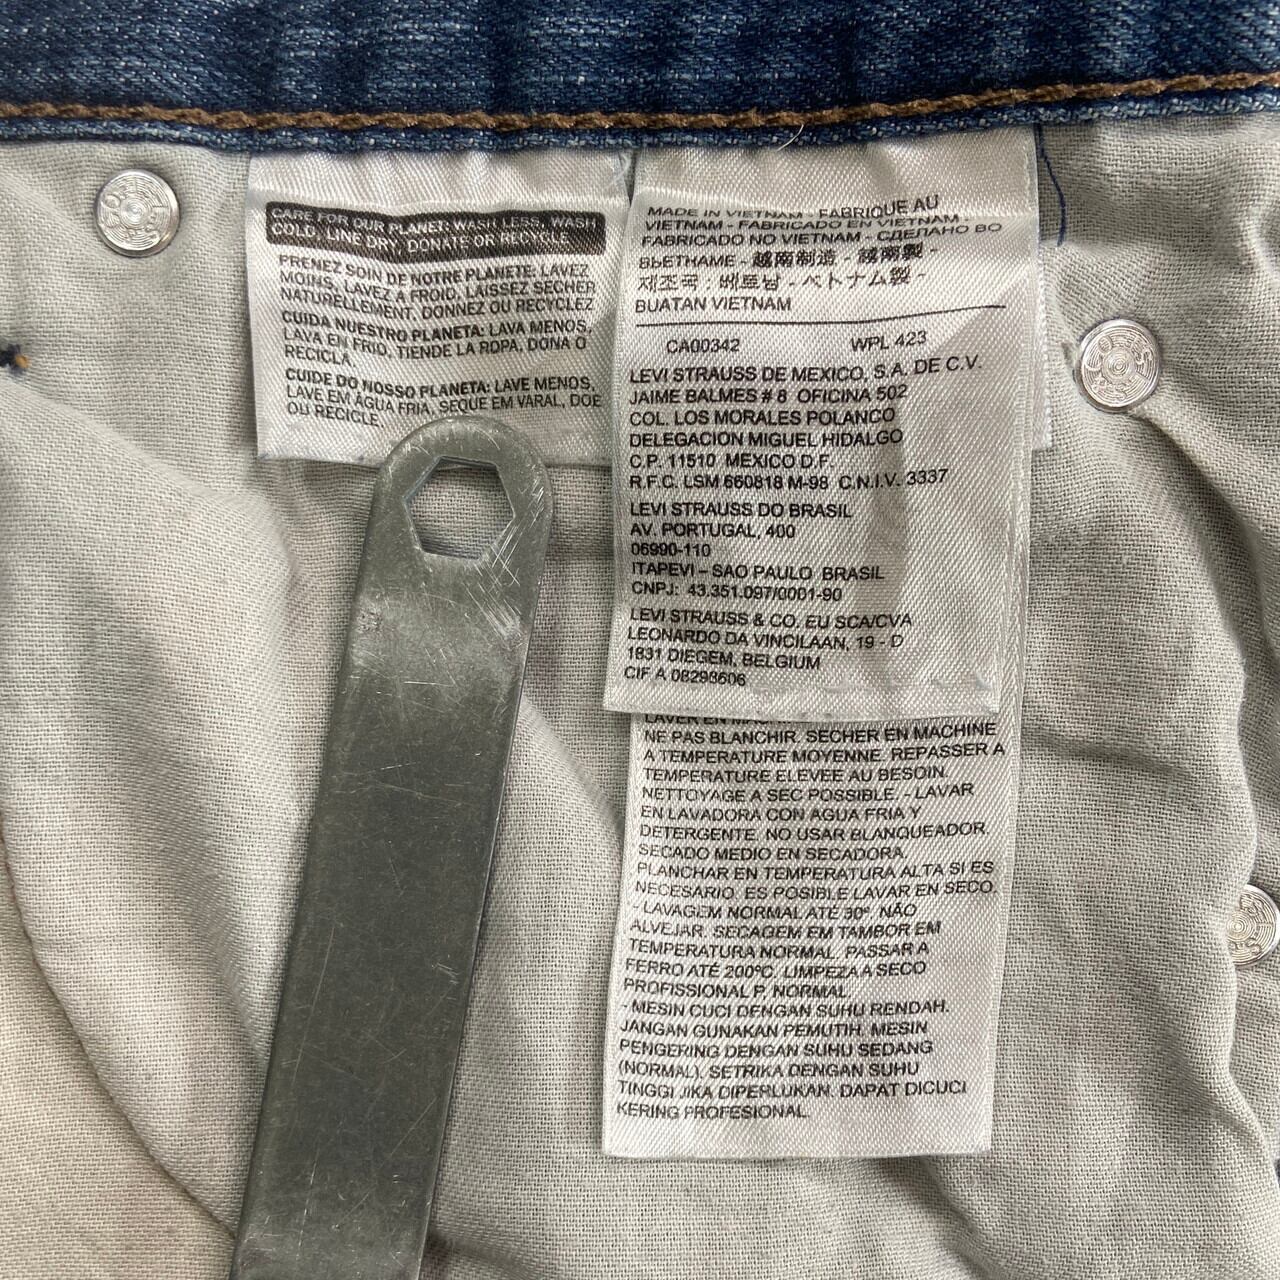 CARE FOR OUR PLANET: WASH LESS, WASH
COLD, LINE DRY, DONATE OR RECYCLE
PRENEZ SOIN DE NOTRE PLANETE: LAVEZ
MOINS, LAVEZ A FROID, LAISSEZ SECHER
NATURELLEMENT, DONNEZ OU RECYCLEZ
CUIDA NUESTRO PLANETA: LAVA MENOS,
LAVA EN FRIO, TIENDE LA ROPA, DONA O
RECICLA.
CUIDE DO NOSSO PLANETA: LAVE MENOS,
LAVE EM ÁGUA FRIA, SEQUE EM VARAL, DOE
OU RECICLE.
MADE IN VIETNAM - FABRIQUE AU
VIETNAM - FABRICADO EN VIETNAM -
FABRICADO NO VIETNAM - СДЕЛАНО ВО
ВЬЕТНАМЕ - 越南制造 - 越南製 -
제조국 : 베트남 - ベトナム製 -
BUATAN VIETNAM
CA00342 WPL 423
LEVI STRAUSS DE MEXICO, S.A. DE C.V.
JAIME BALMES # 8 OFICINA 502
COL. LOS MORALES POLANCO
DELEGACION MIGUEL HIDALGO
C.P. 11510 MEXICO D.F.
R.F.C. LSM 660818 M-98 C.N.I.V. 3337
LEVI STRAUSS DO BRASIL
AV. PORTUGAL, 400
06990-110
ITAPEVI - SAO PAULO BRASIL
CNPJ: 43.351.097/0001-90
LEVI STRAUSS & CO. EU SCA/CVA
LEONARDO DA VINCILAAN, 19 - D
1831 DIEGEM, BELGIUM
CIF A 08298606
LAVER EN
NE PAS BLANCHIR. SECHER EN MACHINE
A TEMPERATURE MOYENNE. REPASSER A
TEMPERATURE ELEVEE AU BESOIN.
NETTOYAGE A SEC POSSIBLE. - LAVAR
EN LAVADORA CON AGUA FRIA Y
DETERGENTE. NO USAR BLANQUEADOR.
SECADO MEDIO EN SECADORA.
PLANCHAR EN TEMPERATURA ALTA SI ES
NECESARIO. ES POSIBLE LAVAR EN SECO.
- LAVAGEM NORMAL ATÉ 30º. NÃO
ALVEJAR. SECAGEM EM TAMBOR EM
TEMPERATURA NORMAL. PASSAR A
FERRO ATÉ 200ºC. LIMPEZA A SECO
PROFISSIONAL P, NORMAL
- MESIN CUCI DENGAN SUHU RENDAH.
JANGAN GUNAKAN PEMUTIH. MESIN
PENGERING DENGAN SUHU SEDANG
(NORMAL). SETRIKA DENGAN SUHU
TINGGI JIKA DIPERLUKAN. DAPAT DICUCI
KERING PROFESIONAL.